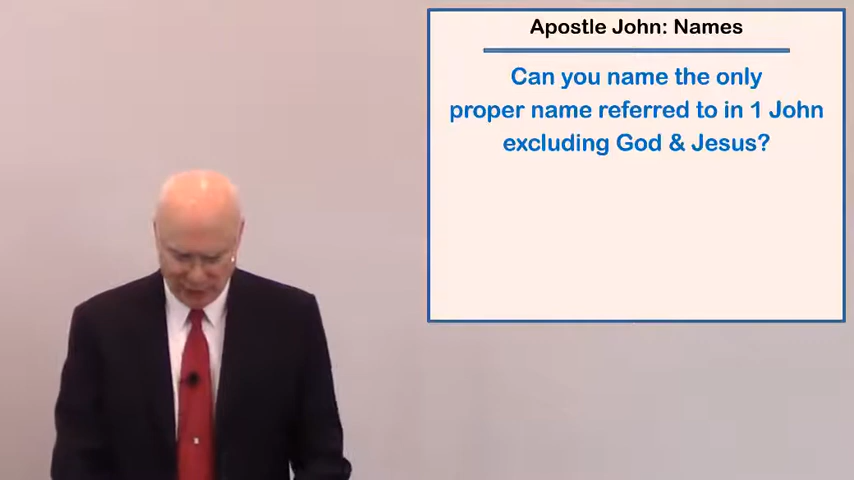 Apostle John: Names
Can you name the only
proper name referred to in 1 John
excluding God & Jesus?